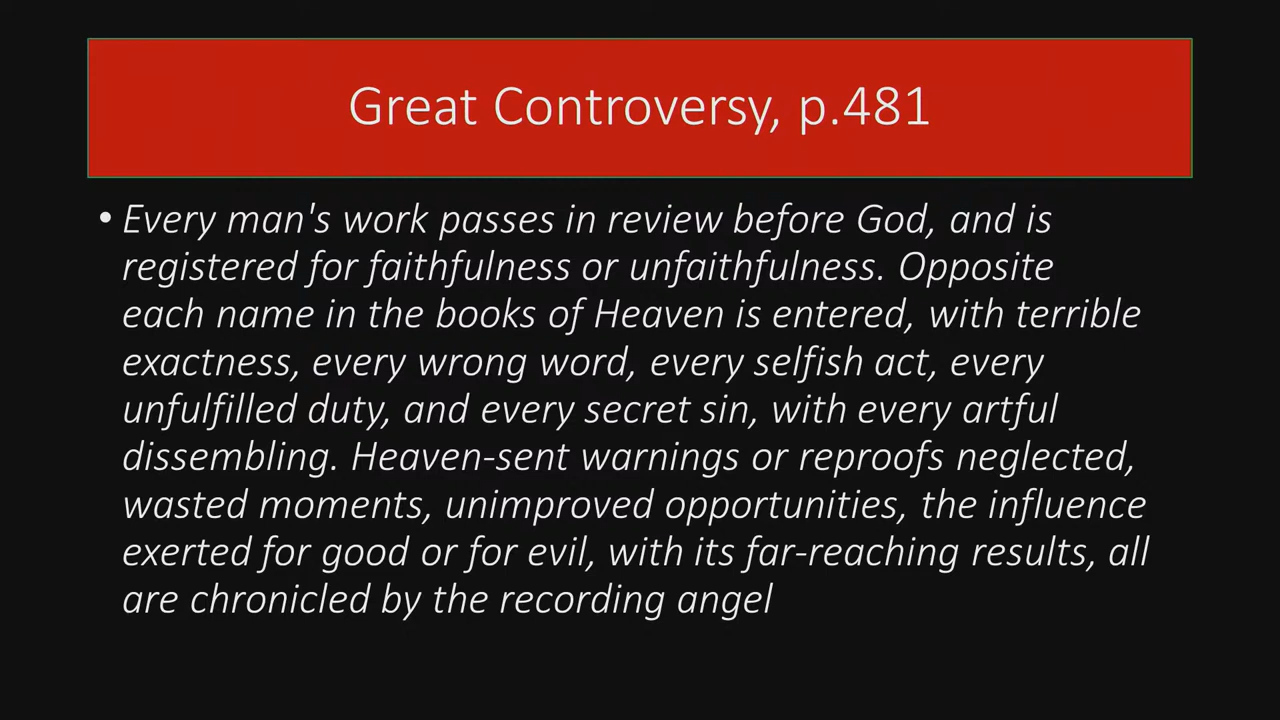 Great Controversy, p.481
• Every man's work passes in review before God, and is
registered for faithfulness or unfaithfulness. Opposite
each name in the books of Heaven is entered, with terrible
exactness, every wrong word, every selfish act, every
unfulfilled duty, and every secret sin, with every artful
dissembling. Heaven-sent warnings or reproofs neglected,
wasted moments, unimproved opportunities, the influence
exerted for good or for evil, with its far-reaching results, all
are chronicled by the recording angel